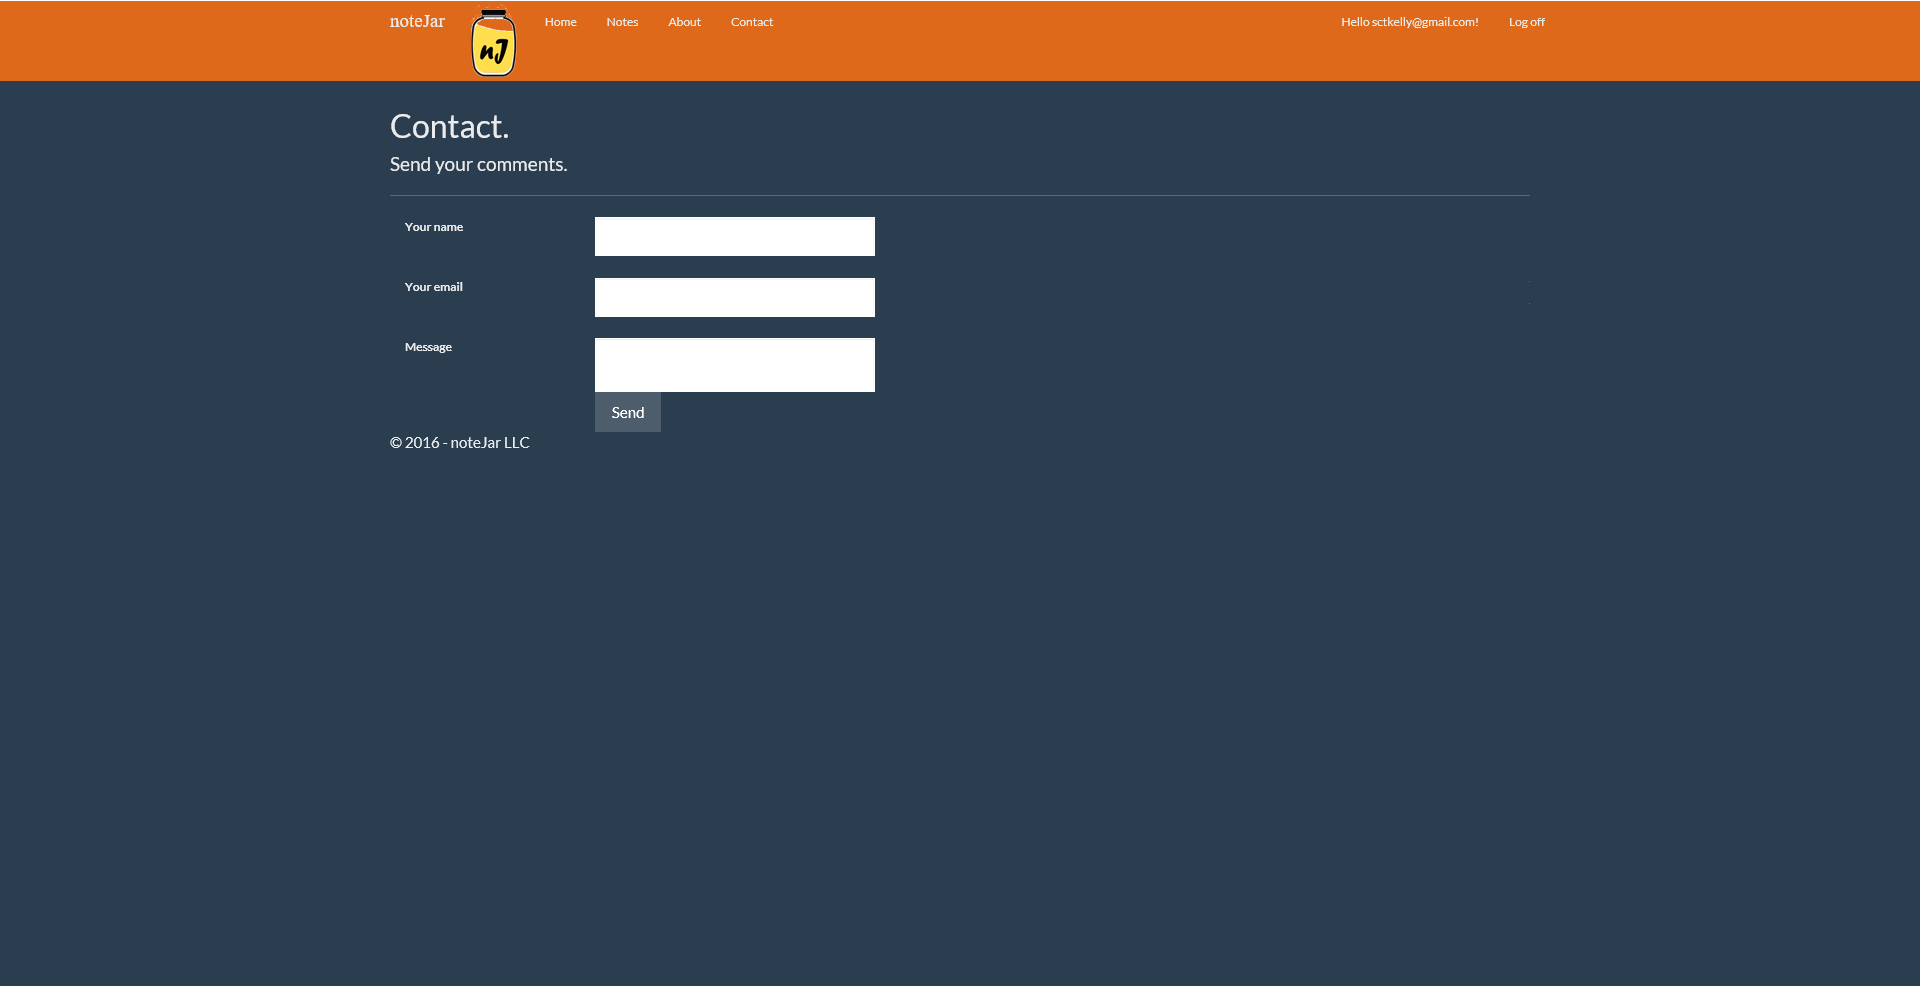 noteJar nJ Home Notes About Contact Hello sctkelly@gmail.com! Log off
Contact.
Send your comments.
Your name
Your email
Message
Send
© 2016 - noteJar LLC